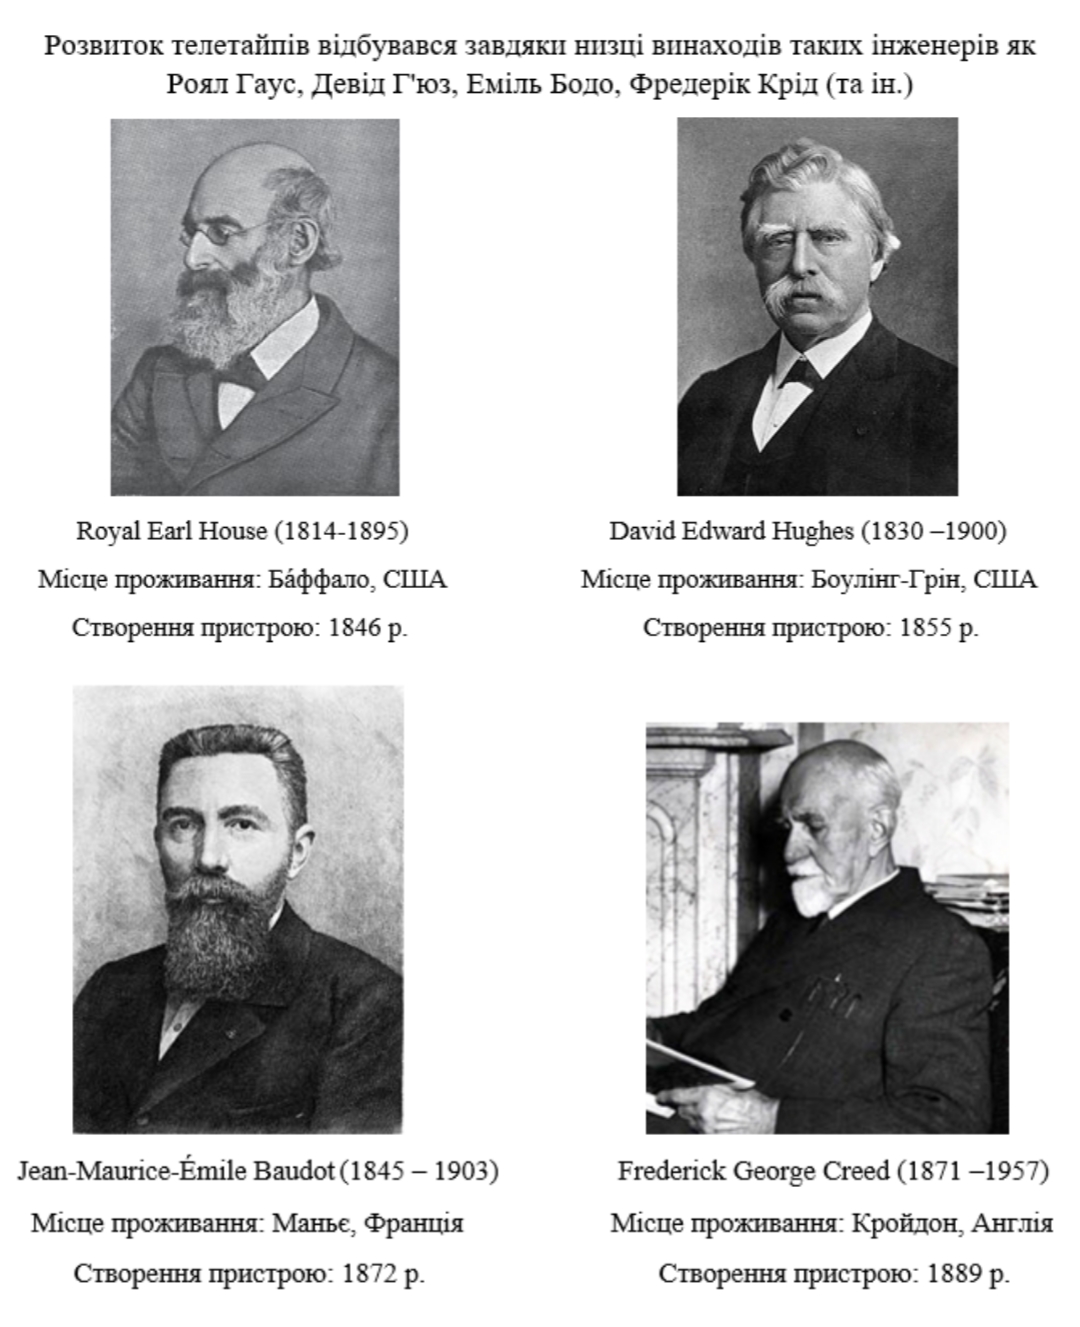 Розвиток телетайпів відбувався завдяки низці винаходів таких інженерів як
Роял Гаус, Девід Г'юз, Еміль Бодо, Фредерік Крід (та ін.)
Royal Earl House (1814-1895)
Місце проживання: Ба́ффало, США
Створення пристрою: 1846 р.
David Edward Hughes (1830 –1900)
Місце проживання: Боулінг-Грін, США
Створення пристрою: 1855 р.
Jean-Maurice-Émile Baudot (1845 – 1903)
Місце проживання: Маньє, Франція
Створення пристрою: 1872 р.
Frederick George Creed (1871 –1957)
Місце проживання: Кройдон, Англія
Створення пристрою: 1889 р.